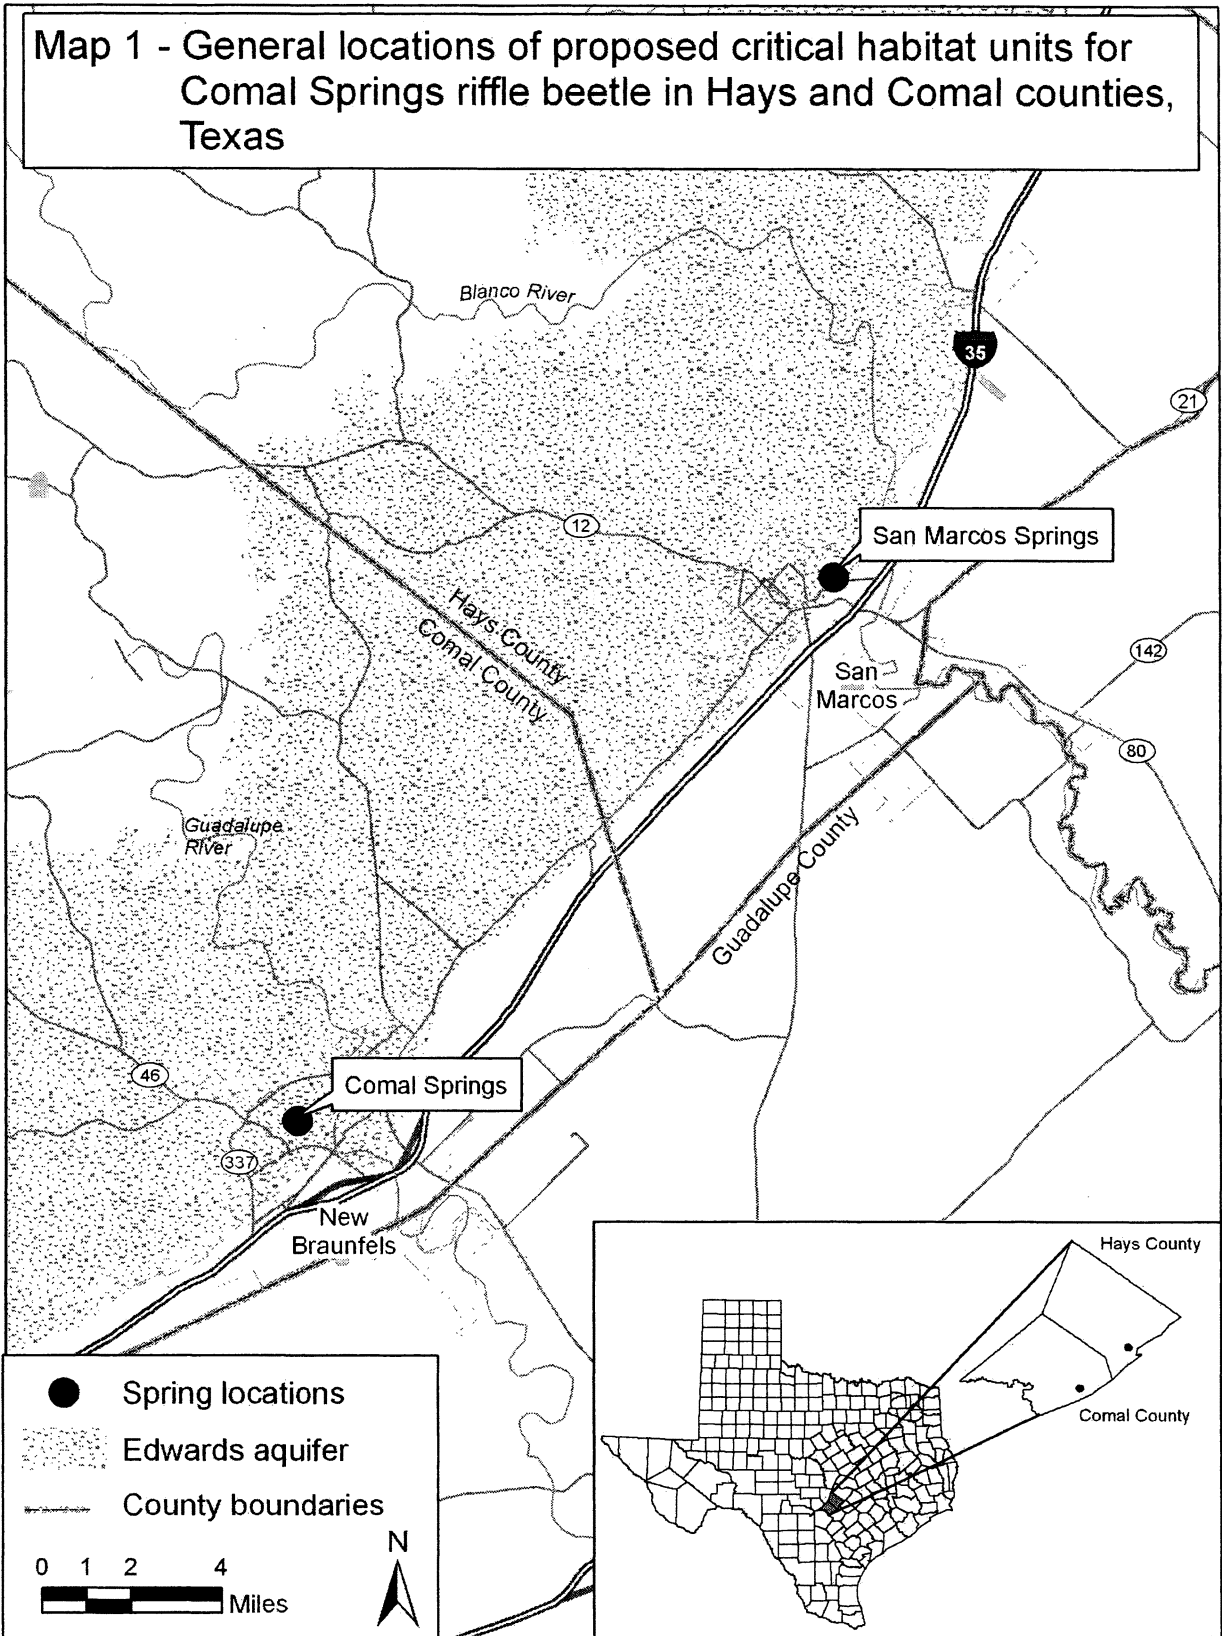 Map 1 - General locations of proposed critical habitat units for
Comal Springs riffle beetle in Hays and Comal counties,
Texas
Blanco River
35
21
12
San Marcos Springs
Hays County
Comal County
142
San
Marcos
80
Guadalupe
River
Guadalupe County
46
Comal Springs
337
New
Braunfels
Hays County
Comal County
Spring locations
Edwards aquifer
County boundaries
N
0 1 2 4
Miles